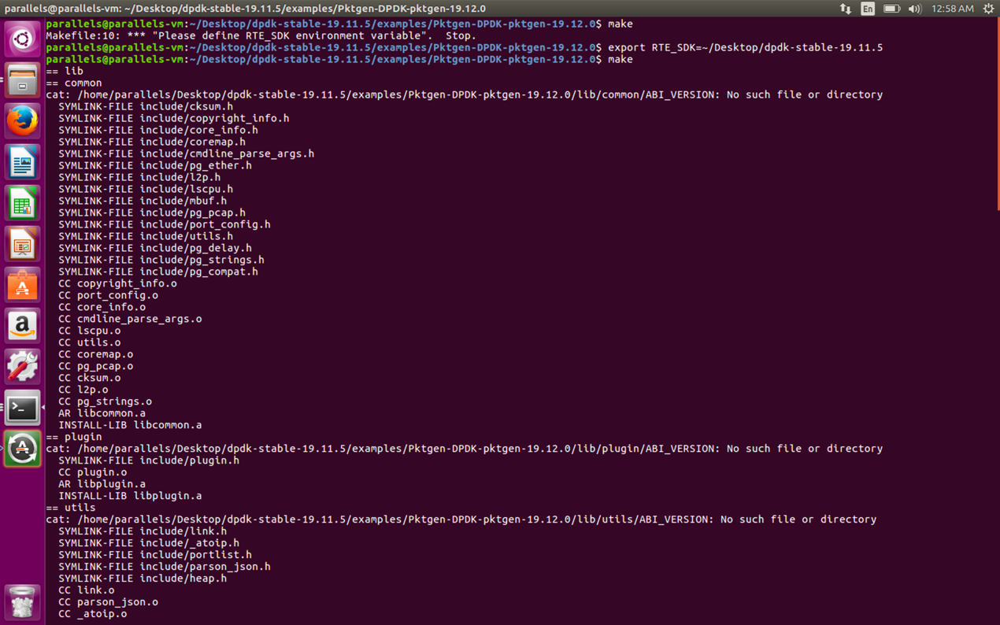 parallels@parallels-vm: ~/Desktop/dpdk-stable-19.11.5/examples/Pktgen-DPDK-pktgen-19.12.0
En
12:58 AM
parallels@parallels-vm:~/Desktop/dpdk-stable-19.11.5/examples/Pktgen-DPDK-pktgen-19.12.0$ make
Makefile:10: *** "Please define RTE_SDK environment variable".  Stop.
parallels@parallels-vm:~/Desktop/dpdk-stable-19.11.5/examples/Pktgen-DPDK-pktgen-19.12.0$ export RTE_SDK=~/Desktop/dpdk-stable-19.11.5
parallels@parallels-vm:~/Desktop/dpdk-stable-19.11.5/examples/Pktgen-DPDK-pktgen-19.12.0$ make
== lib
== common
cat: /home/parallels/Desktop/dpdk-stable-19.11.5/examples/Pktgen-DPDK-pktgen-19.12.0/lib/common/ABI_VERSION: No such file or directory
  SYMLINK-FILE include/cksum.h
  SYMLINK-FILE include/copyright_info.h
  SYMLINK-FILE include/core_info.h
  SYMLINK-FILE include/coremap.h
  SYMLINK-FILE include/cmdline_parse_args.h
  SYMLINK-FILE include/pg_ether.h
  SYMLINK-FILE include/l2p.h
  SYMLINK-FILE include/lscpu.h
  SYMLINK-FILE include/mbuf.h
  SYMLINK-FILE include/pg_pcap.h
  SYMLINK-FILE include/port_config.h
  SYMLINK-FILE include/utils.h
  SYMLINK-FILE include/pg_delay.h
  SYMLINK-FILE include/pg_strings.h
  SYMLINK-FILE include/pg_compat.h
  CC copyright_info.o
  CC port_config.o
  CC core_info.o
  CC cmdline_parse_args.o
  CC lscpu.o
  CC utils.o
  CC coremap.o
  CC pg_pcap.o
  CC cksum.o
  CC l2p.o
  CC pg_strings.o
  AR libcommon.a
  INSTALL-LIB libcommon.a
== plugin
cat: /home/parallels/Desktop/dpdk-stable-19.11.5/examples/Pktgen-DPDK-pktgen-19.12.0/lib/plugin/ABI_VERSION: No such file or directory
  SYMLINK-FILE include/plugin.h
  CC plugin.o
  AR libplugin.a
  INSTALL-LIB libplugin.a
== utils
cat: /home/parallels/Desktop/dpdk-stable-19.11.5/examples/Pktgen-DPDK-pktgen-19.12.0/lib/utils/ABI_VERSION: No such file or directory
  SYMLINK-FILE include/link.h
  SYMLINK-FILE include/_atoip.h
  SYMLINK-FILE include/portlist.h
  SYMLINK-FILE include/parson_json.h
  SYMLINK-FILE include/heap.h
  CC link.o
  CC parson_json.o
  CC _atoip.o